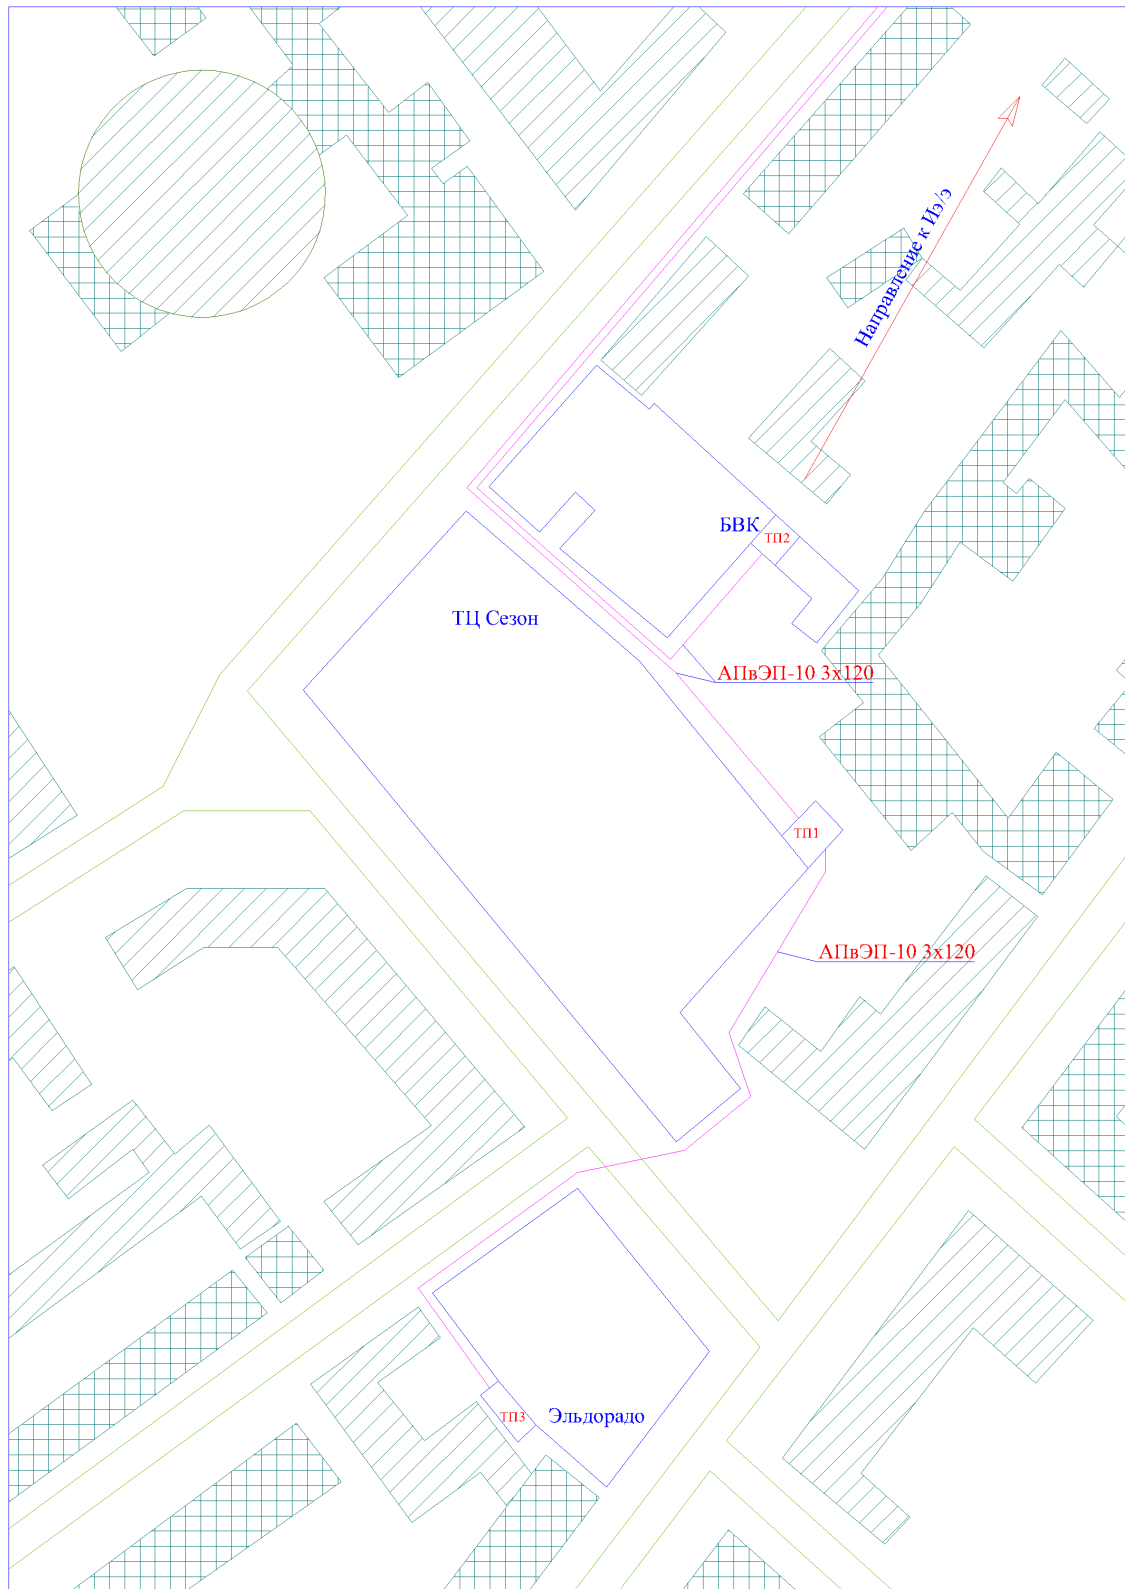 Направление к Иэ/э
БВК
ТП2
ТЦ Сезон
АПвЭП-10 3х120
ТП1
АПвЭП-10 3х120
ТП3
Эльдорадо